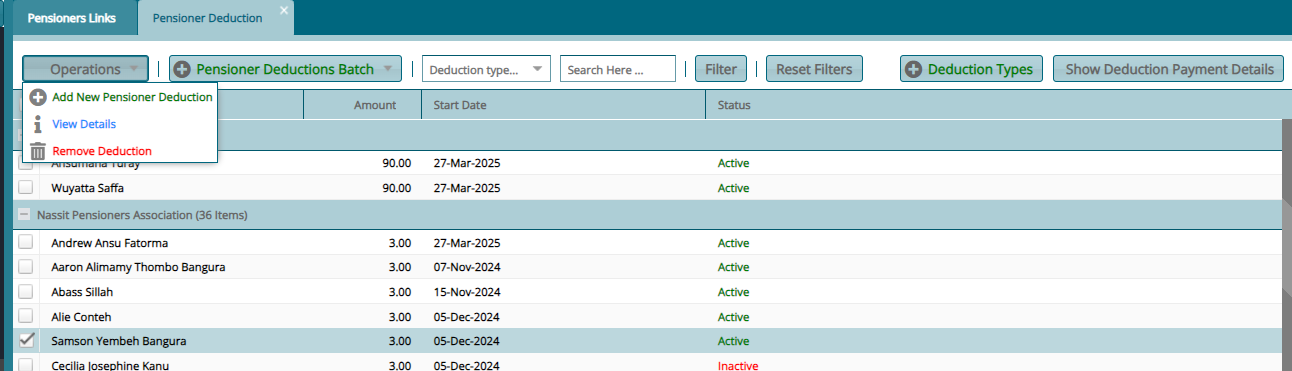 Pensioners Links
Pensioner Deduction
Operations
Pensioner Deductions Batch
Deduction type...
Search Here ...
Filter
Reset Filters
Deduction Types
Show Deduction Payment Details
Add New Pensioner Deduction
View Details
Remove Deduction
Amount Start Date Status
Ansumana Turay 90.00 27-Mar-2025 Active
Wuyatta Saffa 90.00 27-Mar-2025 Active
Nassit Pensioners Association (36 Items)
Andrew Ansu Fatorma 3.00 27-Mar-2025 Active
Aaron Alimamy Thombo Bangura 3.00 07-Nov-2024 Active
Abass Sillah 3.00 15-Nov-2024 Active
Alie Conteh 3.00 05-Dec-2024 Active
Samson Yembeh Bangura 3.00 05-Dec-2024 Active
Cecilia Josephine Kanu 3.00 05-Dec-2024 Inactive